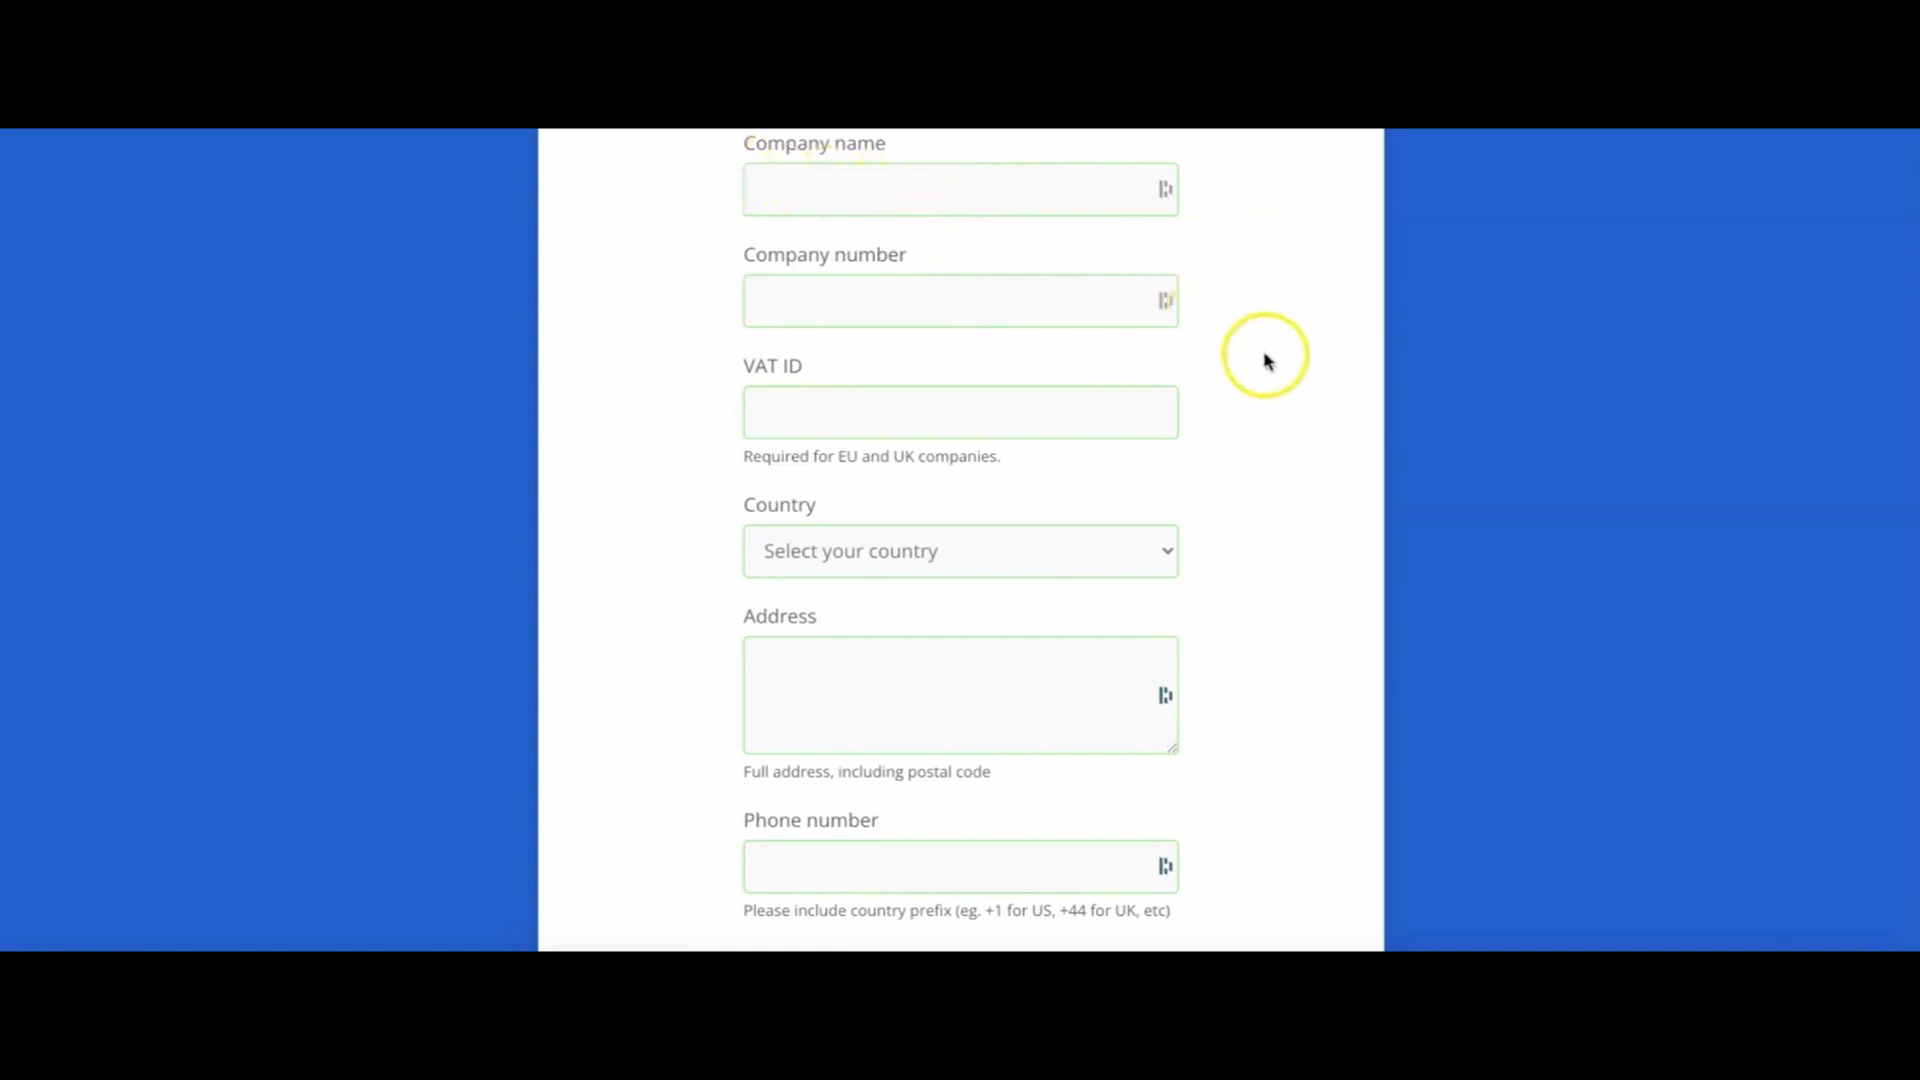 Company name
Company number
VAT ID
Required for EU and UK companies.
Country
Select your country
Address
Full address, including postal code
Phone number
Please include country prefix (eg. +1 for US, +44 for UK, etc)